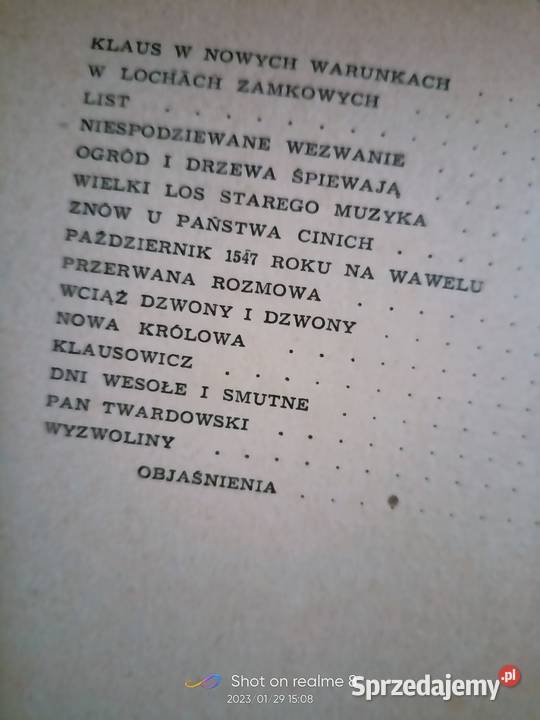 KLAUS W NOWYCH WARUNKACH . .
W LOCHACH ZAMKOWYCH . . . .
LIST . . . . . . . . . .
NIESPODZIEWANE WEZWANIE . . .
OGRÓD I DRZEWA ŚPIEWAJĄ . . .
WIELKI LOS STAREGO MUZYKA . . .
ZNÓW U PAŃSTWA CINICH . . . .
PAŹDZIERNIK 1547 ROKU NA WAWELU .
PRZERWANA ROZMOWA . . . . .
WCIĄŻ DZWONY I DZWONY . . . .
NOWA KRÓLOWA . . . . . .
KLAUSOWICZ . . . . . . . .
DNI WESOŁE I SMUTNE . . . . .
PAN TWARDOWSKI . . . . . .
WYZWOLINY . . . . . . . .
OBJAŚNIENIA . . . . . .
Shot on realme 8
2023/01/29 15:08
Sprzedajemy.pl